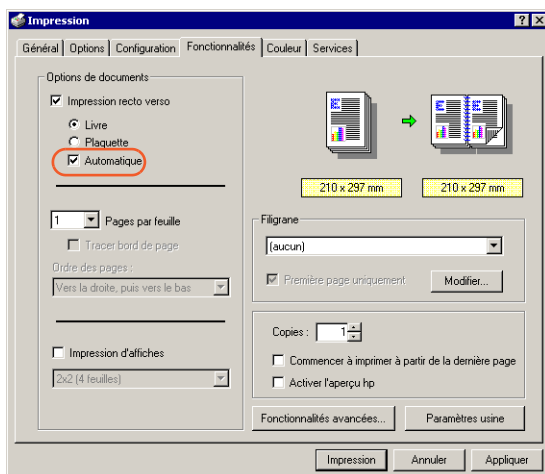 Impression
Général Options Configuration Fonctionnalités Couleur Services
Options de documents
Impression recto verso
Livre
Plaquette
Automatique
1 Pages par feuille
Tracer bord de page
Ordre des pages :
Vers la droite, puis vers le bas
Impression d'affiches
2x2 (4 feuilles)
210 x 297 mm 210 x 297 mm
Filigrane
(aucun)
Première page uniquement Modifier...
Copies : 1
Commencer à imprimer à partir de la dernière page
Activer l'aperçu hp
Fonctionnalités avancées... Paramètres usine
Impression Annuler Appliquer